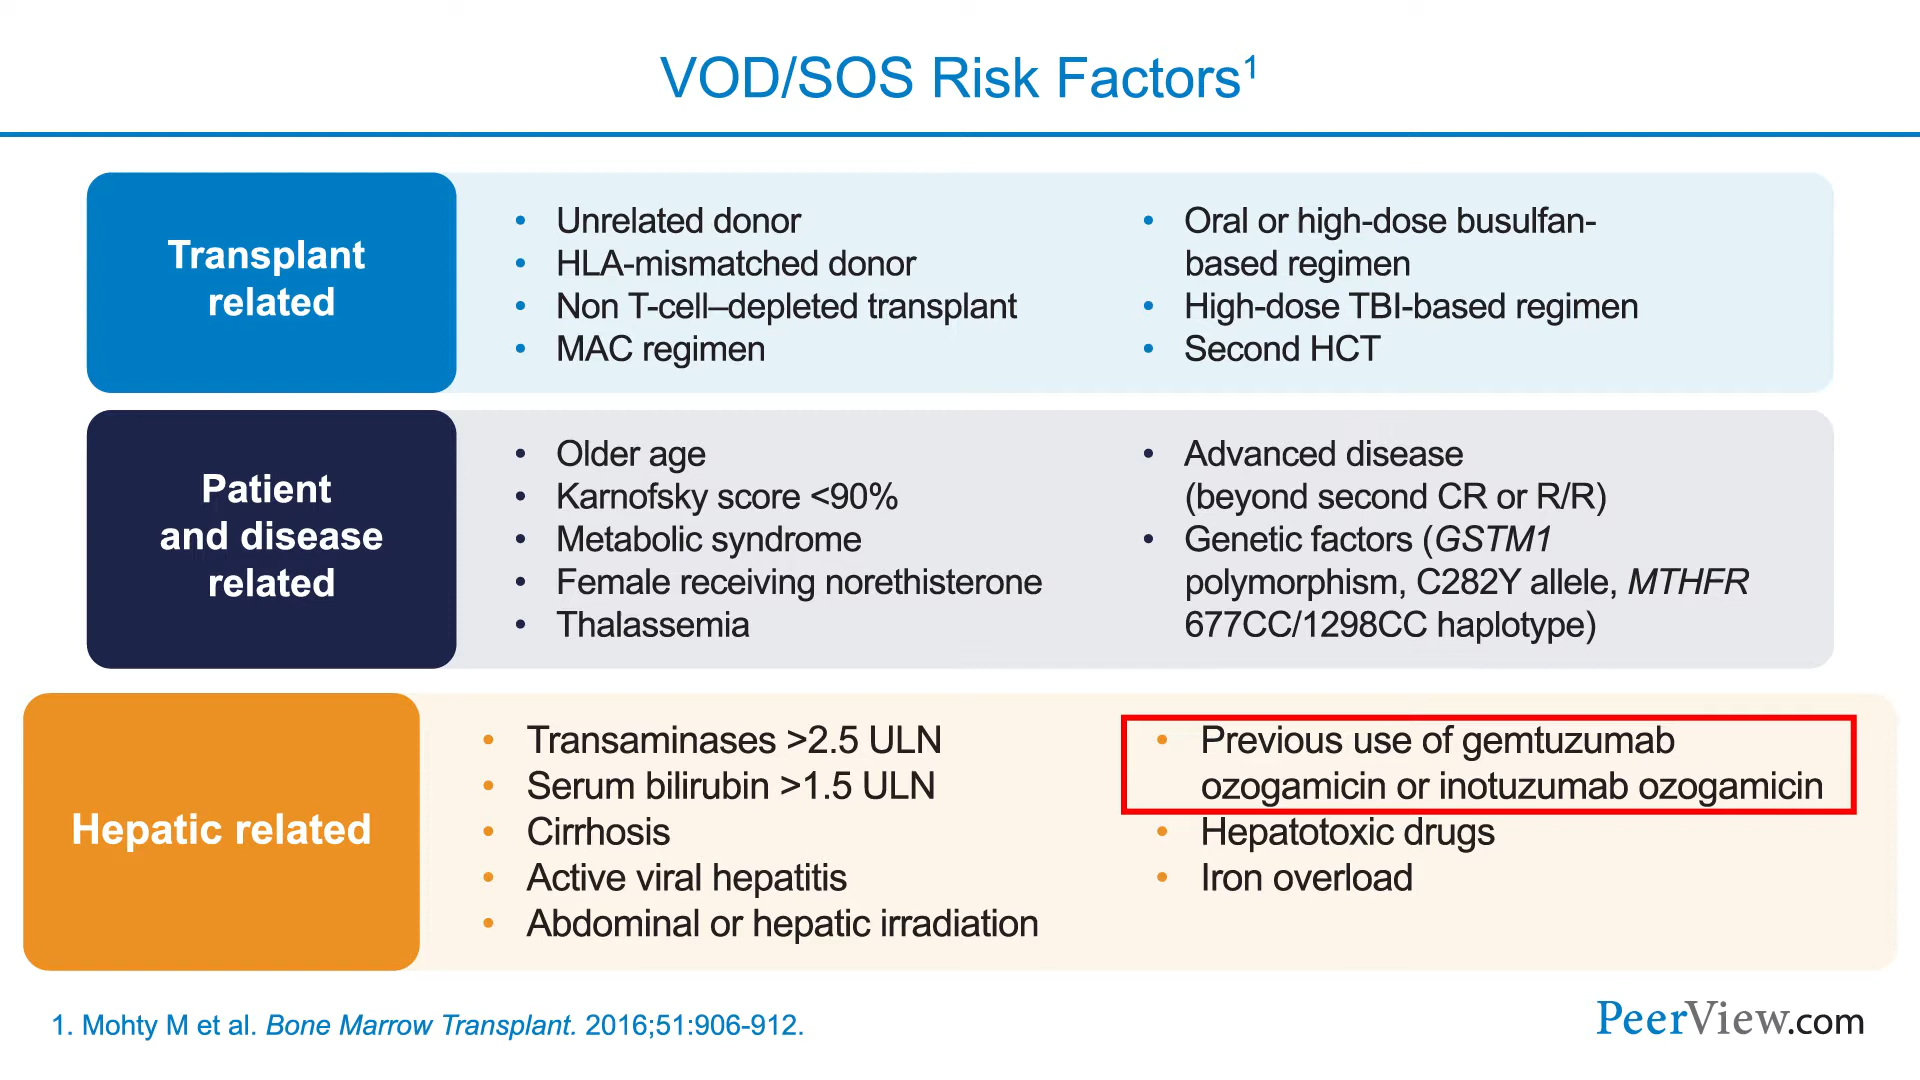 VOD/SOS Risk Factors1
Transplant
related
• Unrelated donor
• HLA-mismatched donor
• Non T-cell–depleted transplant
• MAC regimen
• Oral or high-dose busulfan-
based regimen
• High-dose TBI-based regimen
• Second HCT
Patient
and disease
related
• Older age
• Karnofsky score <90%
• Metabolic syndrome
• Female receiving norethisterone
• Thalassemia
• Advanced disease
(beyond second CR or R/R)
• Genetic factors (GSTM1
polymorphism, C282Y allele, MTHFR
677CC/1298CC haplotype)
Hepatic related
• Transaminases >2.5 ULN
• Serum bilirubin >1.5 ULN
• Cirrhosis
• Active viral hepatitis
• Abdominal or hepatic irradiation
• Previous use of gemtuzumab
ozogamicin or inotuzumab ozogamicin
• Hepatotoxic drugs
• Iron overload
1. Mohty M et al. Bone Marrow Transplant. 2016;51:906-912.
PeerView.com